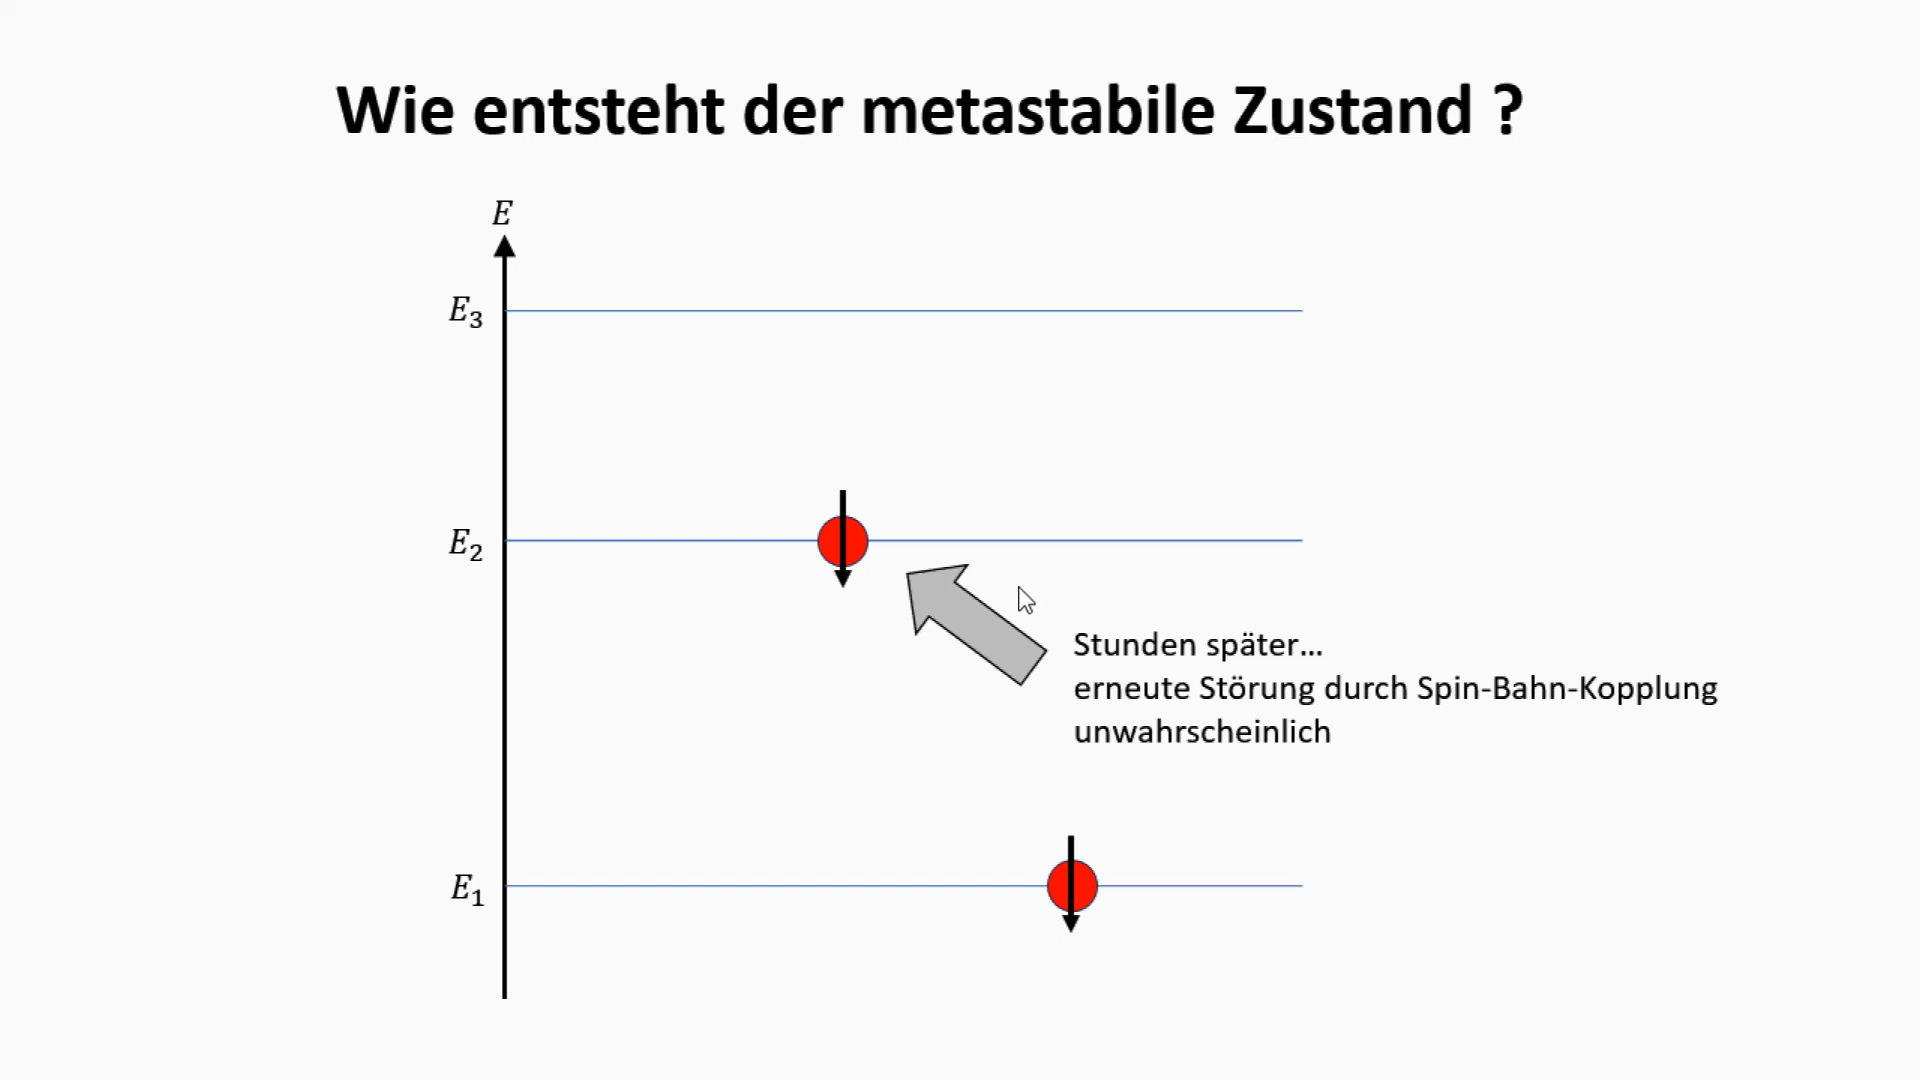 Wie entsteht der metastabile Zustand ?
E
E₃
E₂
Stunden später...
erneute Störung durch Spin-Bahn-Kopplung
unwahrscheinlich
E₁